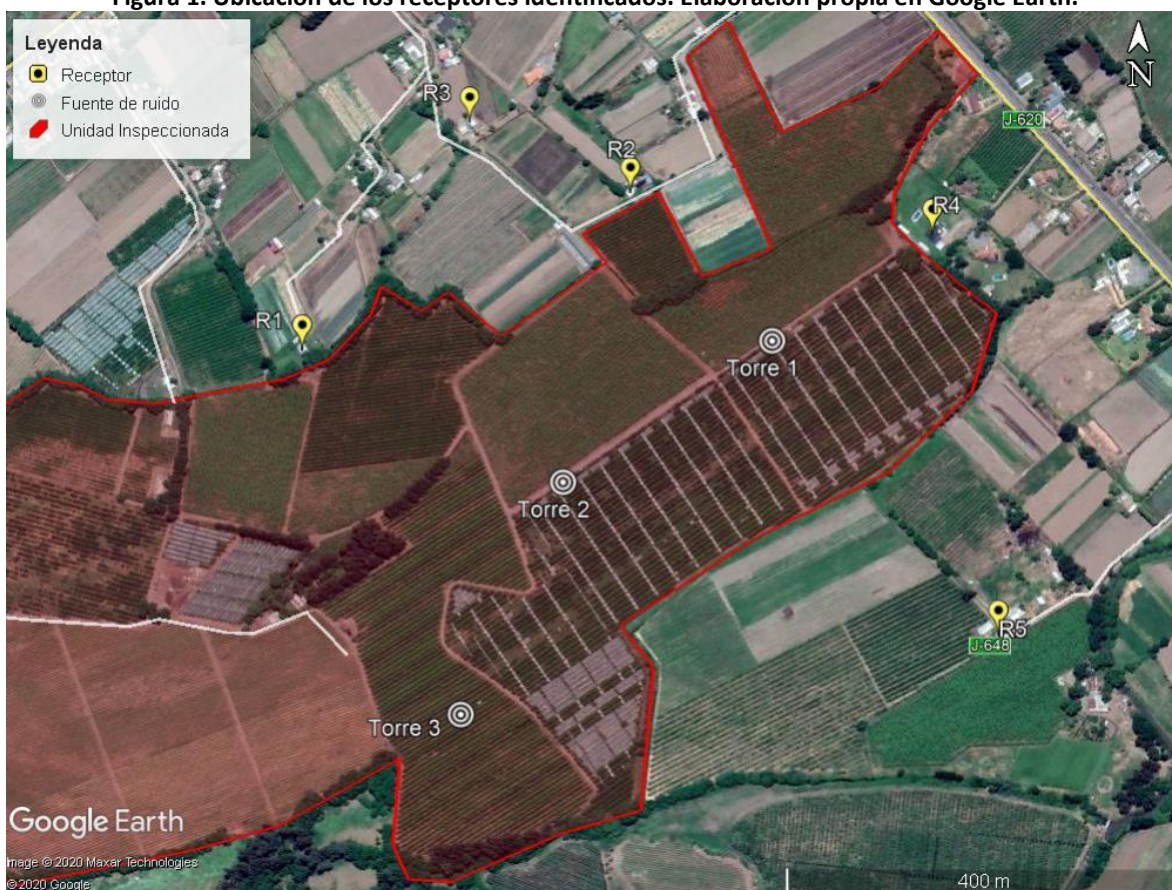 Figura 1. Ubicación de los receptores identificados. Elaboración propia en Google Earth.
Leyenda
Receptor
Fuente de ruido
Unidad Inspeccionada
N
R3
J-620
R2
R4
R1
Torre 1
Torre 2
R5
J-648
Torre 3
Google Earth
Image © 2020 Maxar Technologies
© 2020 Google
400 m